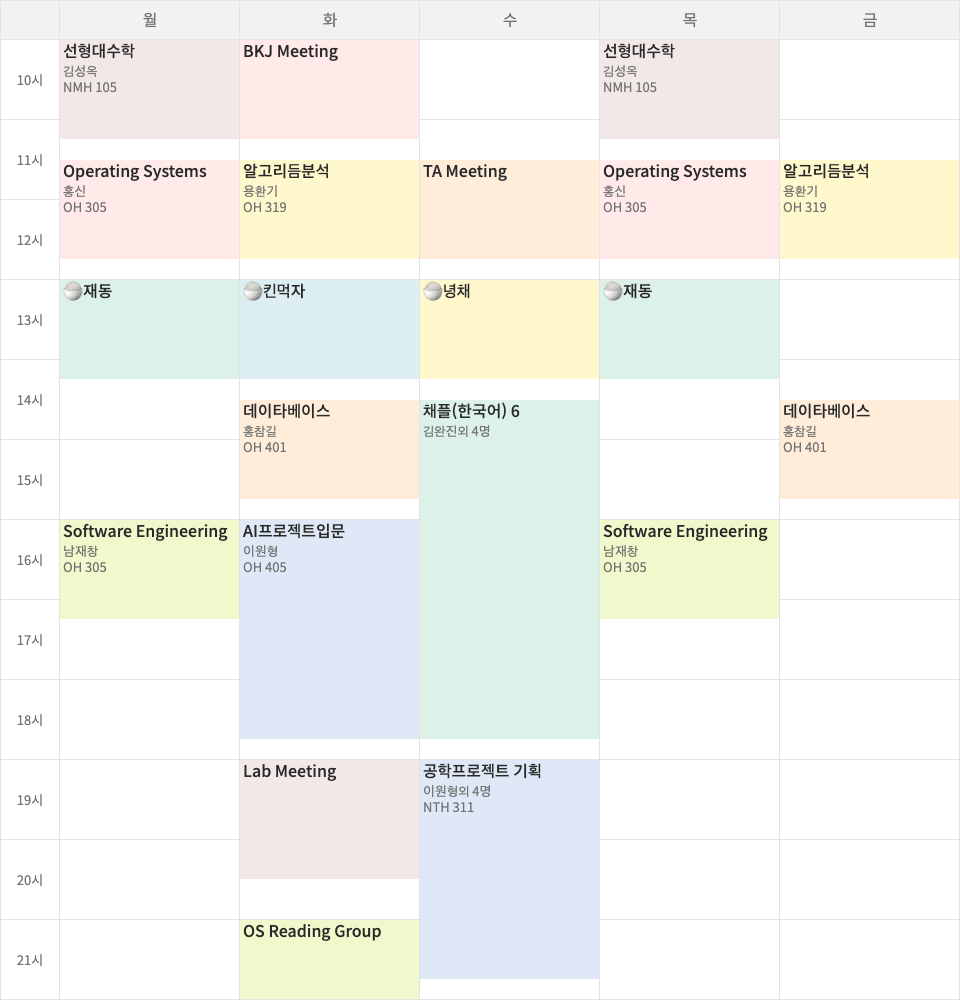 월 화 수 목 금
10시
11시
12시
13시
14시
15시
16시
17시
18시
19시
20시
21시
선형대수학
김성옥
NMH 105
Operating Systems
홍신
OH 305
🍚재동
Software Engineering
남재창
OH 305
BKJ Meeting
알고리듬분석
용환기
OH 319
🍚킨먹자
데이타베이스
홍참길
OH 401
AI프로젝트입문
이원형
OH 405
Lab Meeting
OS Reading Group
TA Meeting
🍚녕채
채플(한국어) 6
김완진외 4명
공학프로젝트 기획
이원형외 4명
NTH 311
선형대수학
김성옥
NMH 105
Operating Systems
홍신
OH 305
🍚재동
Software Engineering
남재창
OH 305
알고리듬분석
용환기
OH 319
데이타베이스
홍참길
OH 401